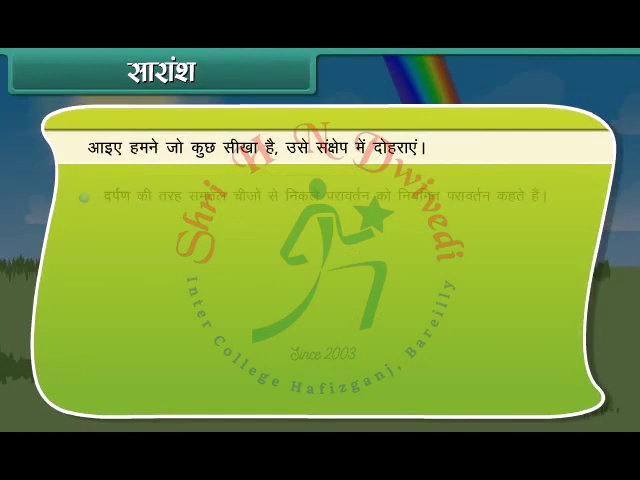 सारांश
आइए हमने जो कुछ सीखा है, उसे संक्षेप में दोहराएं।
दर्पण की तरह समतल चीजों से निकले परावर्तन को नियमित परावर्तन कहते हैं।
Shri H N Dwivedi
Since 2003
Inter College Hafizganj, Bareilly